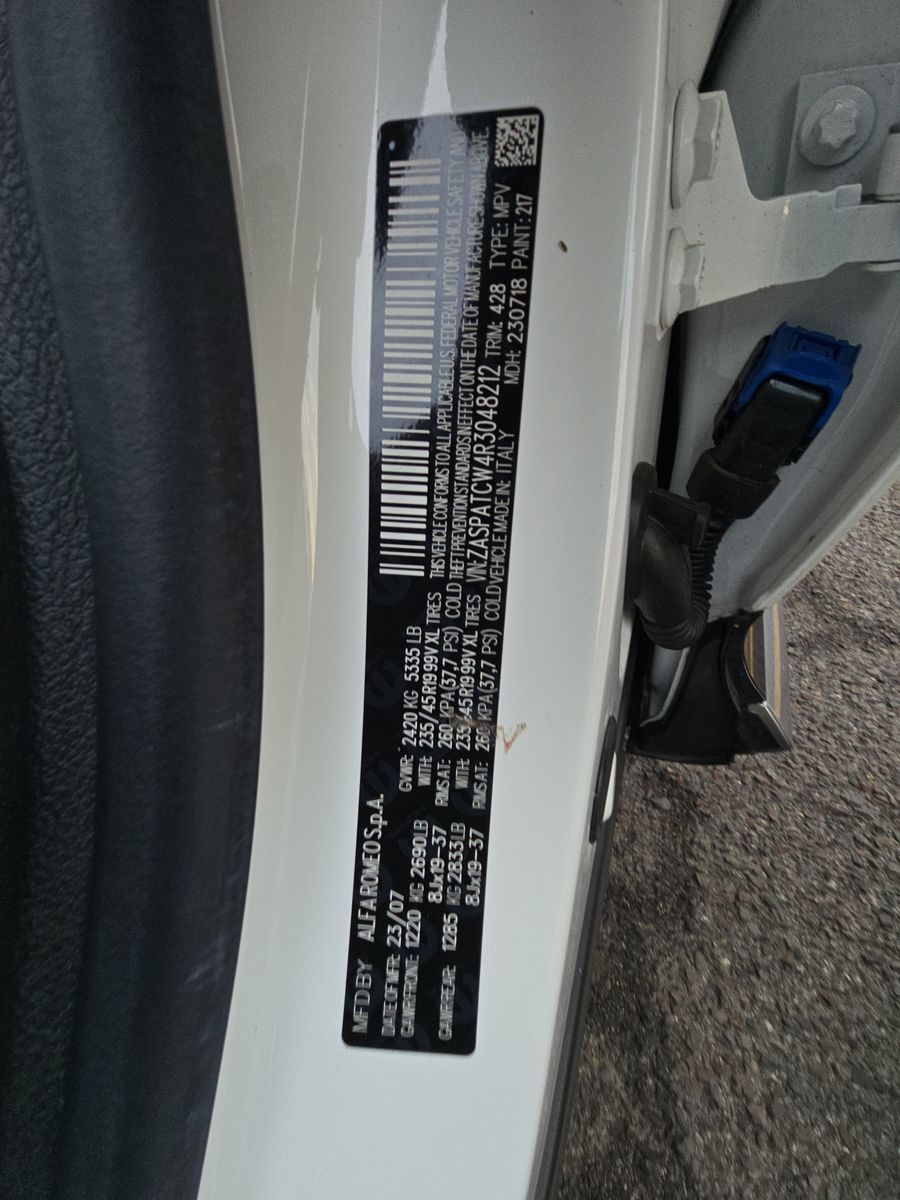 MFD BY ALFA ROMEO S.p.A.
DATE OF MFR: 23/07 GVWR: 2420 KG 5335 LB
GAWR FRONT: 1220 KG 2690 LB WITH: 235/45R19 99V XL TIRES
8Jx19-37 RIMS AT: 260 KPA (37,7 PSI) COLD
GAWR REAR: 1285 KG 2833 LB WITH: 235/45R19 99V XL TIRES
8Jx19-37 RIMS AT: 260 KPA (37,7 PSI) COLD
THIS VEHICLE CONFORMS TO ALL APPLICABLE U.S. FEDERAL MOTOR VEHICLE SAFETY AND
THEFT PREVENTION STANDARDS IN EFFECT ON THE DATE OF MANUFACTURE SHOWN ABOVE.
VIN: ZASPATCW4R3048212 TRIM: 428 TYPE: MPV
VEHICLE MADE IN: ITALY MDH: 230718 PAINT: 217